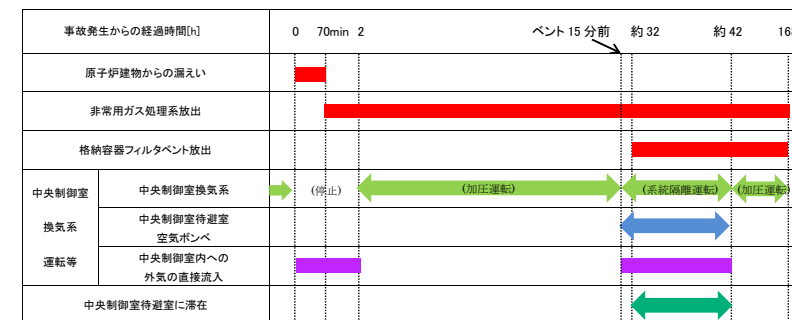 事故発生からの経過時間[h]
0 70min 2 ベント 15 分前 約 32 約 42 16
原子炉建物からの漏えい
非常用ガス処理系放出
格納容器フィルタベント放出
中央制御室
換気系
運転等
中央制御室換気系
(停止) (加圧運転) (系統隔離運転) (加圧運転)
中央制御室待避室
空気ボンベ
中央制御室内への
外気の直接流入
中央制御室待避室に滞在